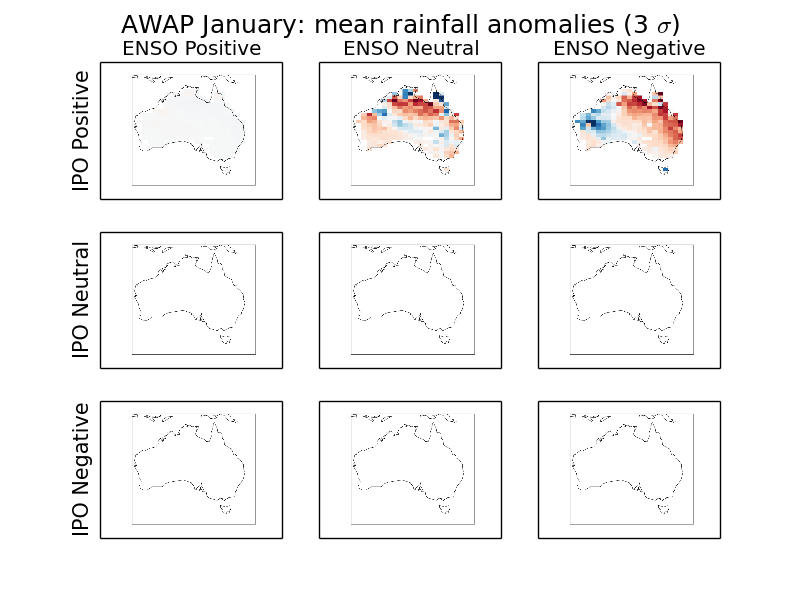 AWAP January: mean rainfall anomalies (3 σ)
ENSO Positive ENSO Neutral ENSO Negative
IPO Positive
IPO Neutral
IPO Negative